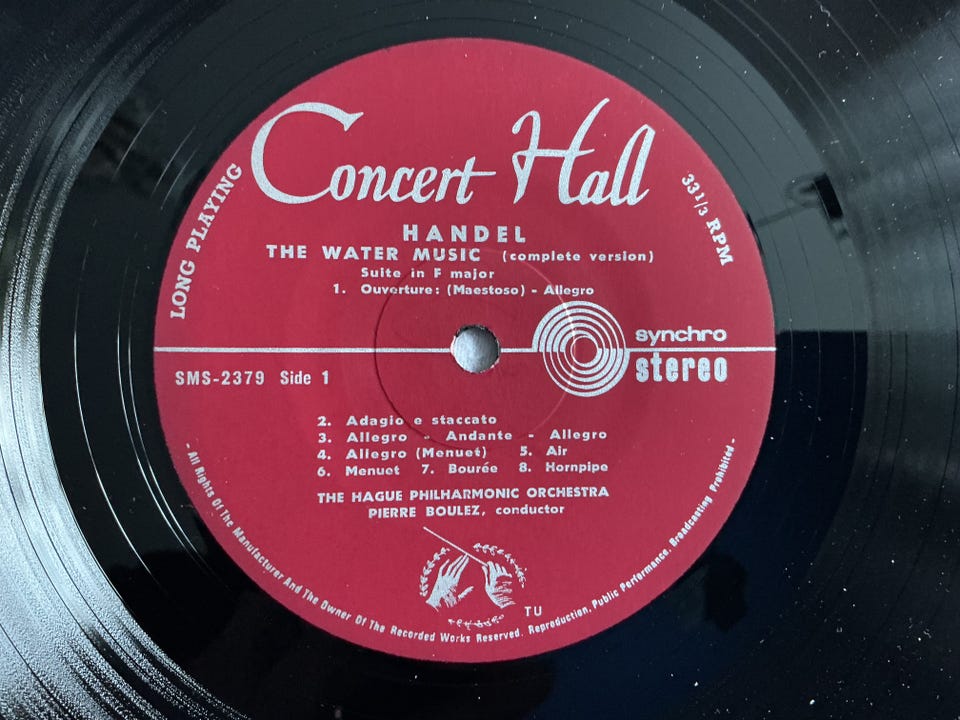 Concert Hall
LONG PLAYING
33 1/3 RPM
HANDEL
THE WATER MUSIC (complete version)
Suite in F major
1. Ouverture: (Maestoso) - Allegro
synchro
stereo
SMS-2379 Side 1
2. Adagio e staccato
3. Allegro - Andante - Allegro
4. Allegro (Menuet) 5. Air
6. Menuet 7. Bourée 8. Hornpipe
THE HAGUE PHILHARMONIC ORCHESTRA
PIERRE BOULEZ, conductor
TU
- All Rights Of The Manufacturer And The Owner Of The Recorded Works Reserved. Reproduction. Public Performance. Broadcasting Prohibited -